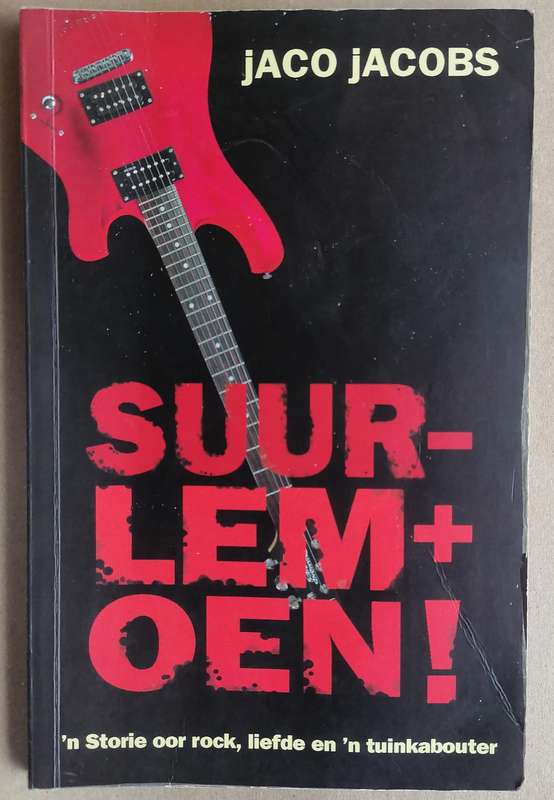 jACO jACOBS
SUUR-
LEM+
OEN!
'n Storie oor rock, liefde en 'n tuinkabouter